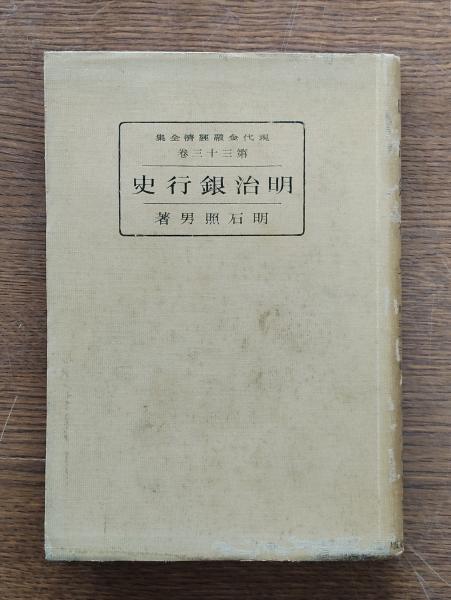 現代金融経濟全集
第三十三卷
明治銀行史
明石照男著